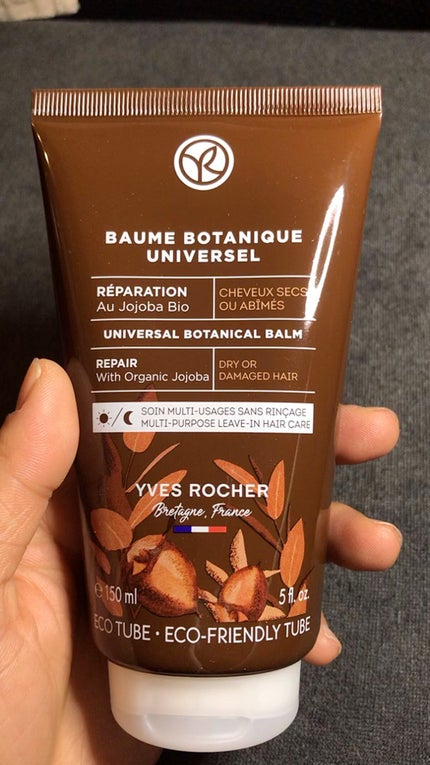 BAUME BOTANIQUE
UNIVERSEL
RÉPARATION
Au Jojoba Bio
CHEVEUX SECS
OU ABÎMÉS
UNIVERSAL BOTANICAL BALM
REPAIR
With Organic Jojoba
DRY OR
DAMAGED HAIR
SOIN MULTI-USAGES SANS RINÇAGE
MULTI-PURPOSE LEAVE-IN HAIR CARE
YVES ROCHER
Bretagne, France
℮ 150 ml
5 fl. oz.
ECO TUBE • ECO-FRIENDLY TUBE